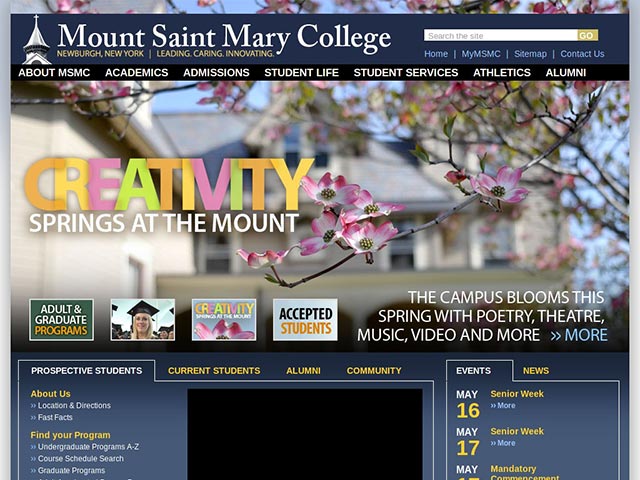 Mount Saint Mary College
NEWBURGH, NEW YORK | LEADING. CARING. INNOVATING.
Search the site GO
Home | MyMSMC | Sitemap | Contact Us
ABOUT MSMC ACADEMICS ADMISSIONS STUDENT LIFE STUDENT SERVICES ATHLETICS ALUMNI
CREATIVITY
SPRINGS AT THE MOUNT
ADULT &
GRADUATE
PROGRAMS
CREATIVITY
SPRINGS AT THE MOUNT
ACCEPTED
STUDENTS
THE CAMPUS BLOOMS THIS
SPRING WITH POETRY, THEATRE,
MUSIC, VIDEO AND MORE » MORE
PROSPECTIVE STUDENTS CURRENT STUDENTS ALUMNI COMMUNITY
About Us
» Location & Directions
» Fast Facts
Find your Program
» Undergraduate Programs A-Z
» Course Schedule Search
» Graduate Programs
EVENTS NEWS
MAY
16
Senior Week
» More
MAY
17
Senior Week
» More
MAY
Mandatory
Commencement